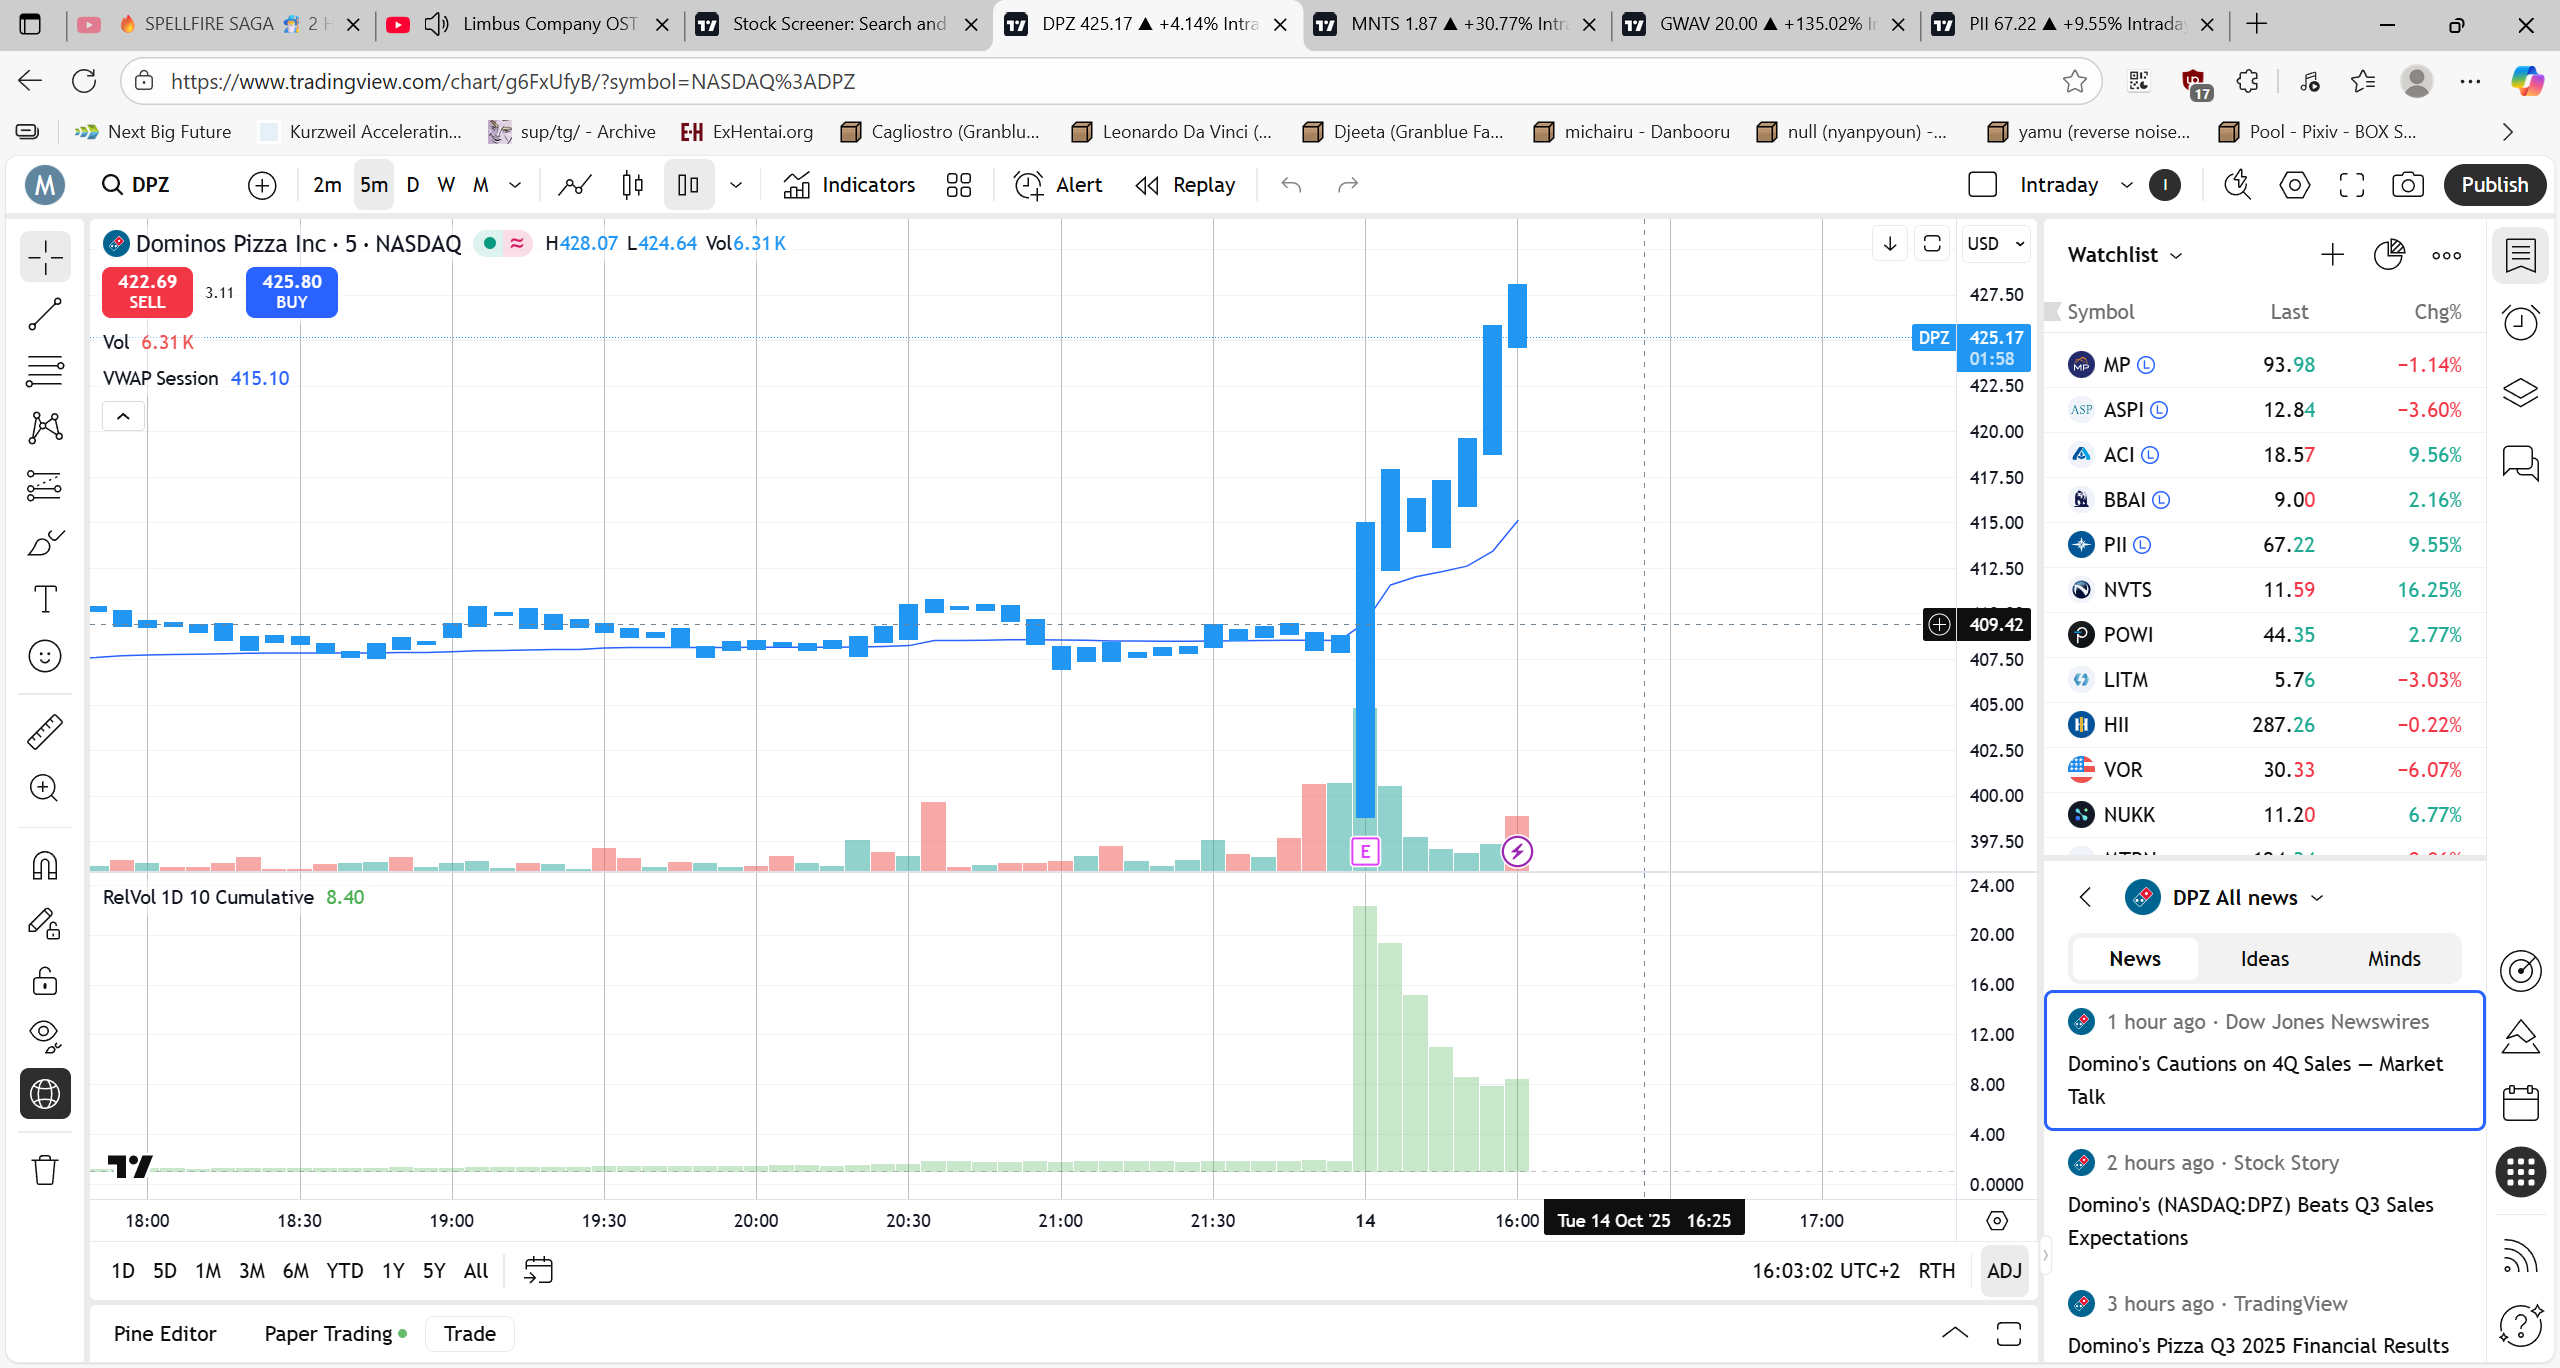 SPELLFIRE SAGA 2 H
Limbus Company OST
Stock Screener: Search and
DPZ 425.17 ▲ +4.14% Intra
MNTS 1.87 ▲ +30.77% Intra
GWAV 20.00 ▲ +135.02% I
PII 67.22 ▲ +9.55% Intraday
https://www.tradingview.com/chart/g6FxUfyB/?symbol=NASDAQ%3ADPZ
17
Next Big Future
Kurzweil Acceleratin...
sup/tg/ - Archive
EH ExHentai.org
Cagliostro (Granblu...
Leonardo Da Vinci (...
Djeeta (Granblue Fa...
michairu - Danbooru
null (nyanpyoun) -...
yamu (reverse noise...
Pool - Pixiv - BOX S...
M
DPZ
2m 5m D W M
Indicators
Alert
Replay
Intraday
I
Publish
Dominos Pizza Inc · 5 · NASDAQ
H428.07 L424.64 Vol6.31 K
422.69
SELL
3.11
425.80
BUY
Vol 6.31 K
VWAP Session 415.10
USD
427.50
DPZ 425.17
01:58
422.50
420.00
417.50
415.00
412.50
409.42
407.50
405.00
402.50
400.00
397.50
E
RelVol 1D 10 Cumulative 8.40
24.00
20.00
16.00
12.00
8.00
4.00
0.0000
18:00 18:30 19:00 19:30 20:00 20:30 21:00 21:30 14 16:00 Tue 14 Oct '25 16:25 17:00
1D 5D 1M 3M 6M YTD 1Y 5Y All
16:03:02 UTC+2 RTH ADJ
Pine Editor Paper Trading Trade
Watchlist
Symbol Last Chg%
MP L 93.98 −1.14%
ASP ASPI L 12.84 −3.60%
ACI L 18.57 9.56%
BBAI L 9.00 2.16%
PII L 67.22 9.55%
NVTS 11.59 16.25%
POWI 44.35 2.77%
LITM 5.76 −3.03%
HII 287.26 −0.22%
VOR 30.33 −6.07%
NUKK 11.20 6.77%
DPZ All news
News Ideas Minds
1 hour ago · Dow Jones Newswires
Domino's Cautions on 4Q Sales — Market
Talk
2 hours ago · Stock Story
Domino's (NASDAQ:DPZ) Beats Q3 Sales
Expectations
3 hours ago · TradingView
Domino's Pizza Q3 2025 Financial Results